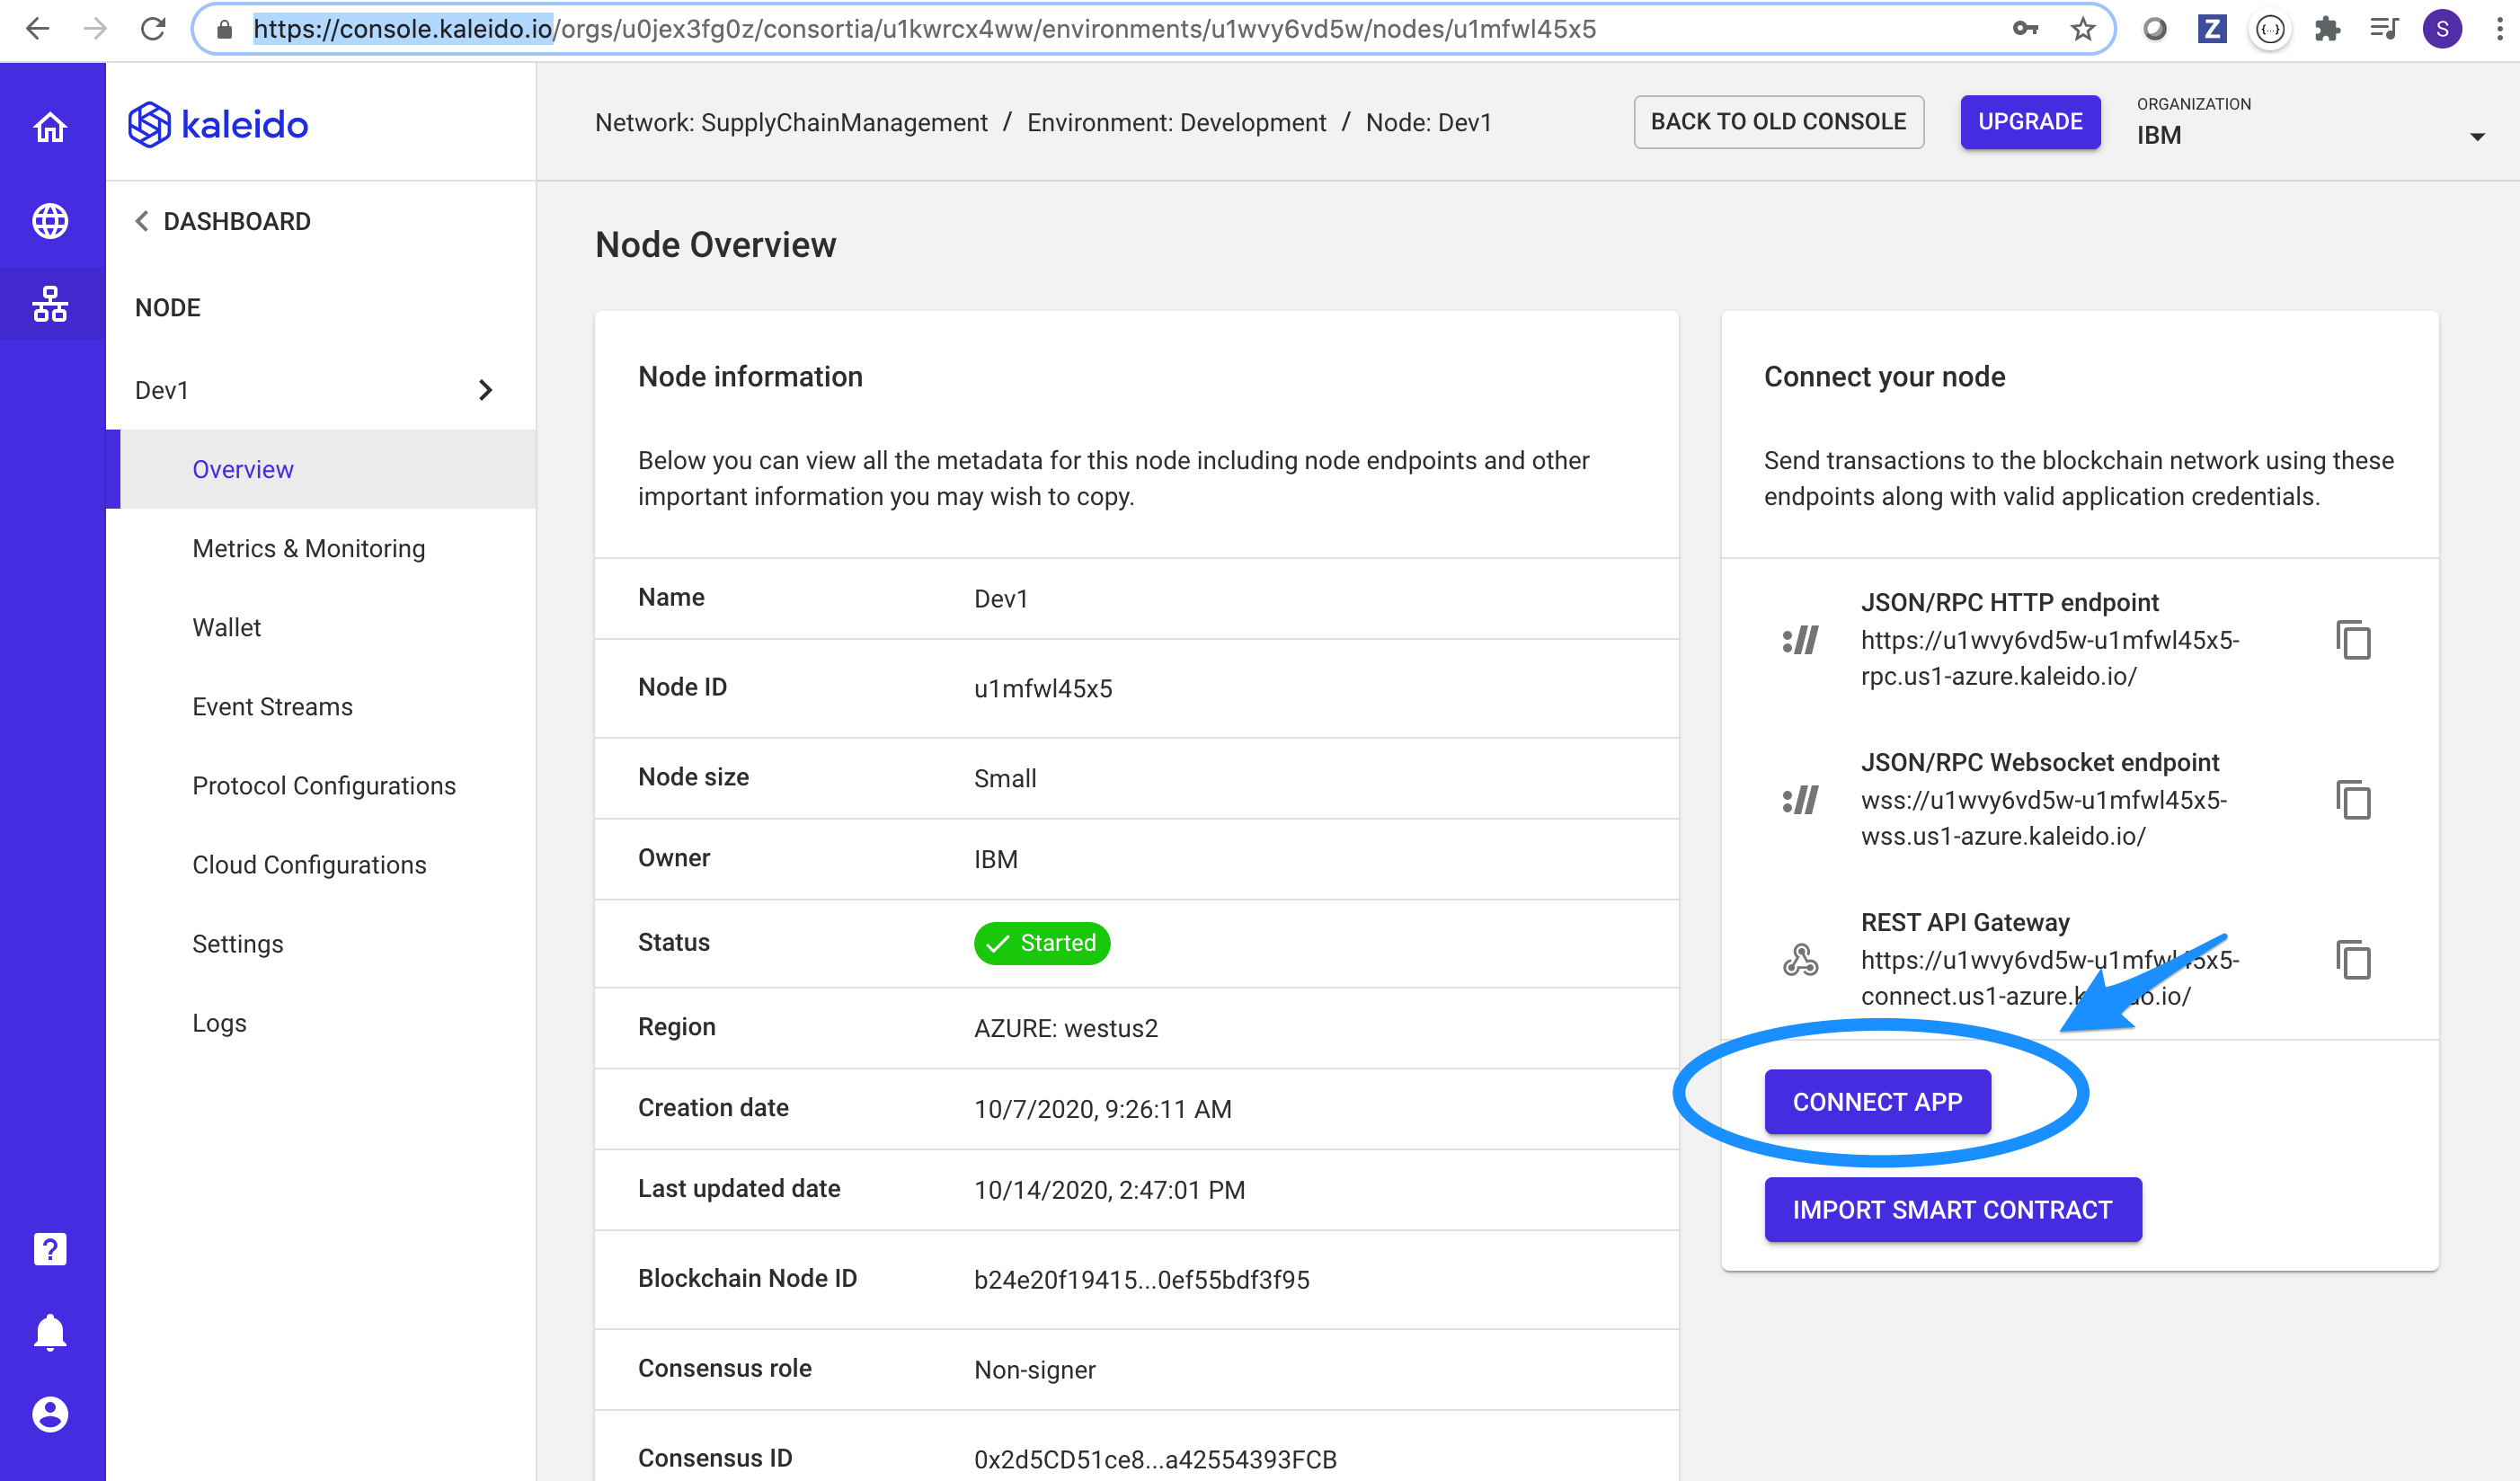 https://console.kaleido.io/orgs/u0jex3fg0z/consortia/u1kwrcx4ww/environments/u1wvy6vd5w/nodes/u1mfwl45x5
Z
{...}
S
kaleido
Network: SupplyChainManagement / Environment: Development / Node: Dev1
BACK TO OLD CONSOLE
UPGRADE
ORGANIZATION
IBM
DASHBOARD
NODE
Dev1
Overview
Metrics & Monitoring
Wallet
Event Streams
Protocol Configurations
Cloud Configurations
Settings
Logs
?
Node Overview
Node information
Below you can view all the metadata for this node including node endpoints and other
important information you may wish to copy.
Name Dev1
Node ID u1mfwl45x5
Node size Small
Owner IBM
Status Started
Region AZURE: westus2
Creation date 10/7/2020, 9:26:11 AM
Last updated date 10/14/2020, 2:47:01 PM
Blockchain Node ID b24e20f19415...0ef55bdf3f95
Consensus role Non-signer
Consensus ID 0x2d5CD51ce8...a42554393FCB
Connect your node
Send transactions to the blockchain network using these
endpoints along with valid application credentials.
JSON/RPC HTTP endpoint
https://u1wvy6vd5w-u1mfwl45x5-
rpc.us1-azure.kaleido.io/
JSON/RPC Websocket endpoint
wss://u1wvy6vd5w-u1mfwl45x5-
wss.us1-azure.kaleido.io/
REST API Gateway
https://u1wvy6vd5w-u1mfwl45x5-
connect.us1-azure.kaleido.io/
CONNECT APP
IMPORT SMART CONTRACT